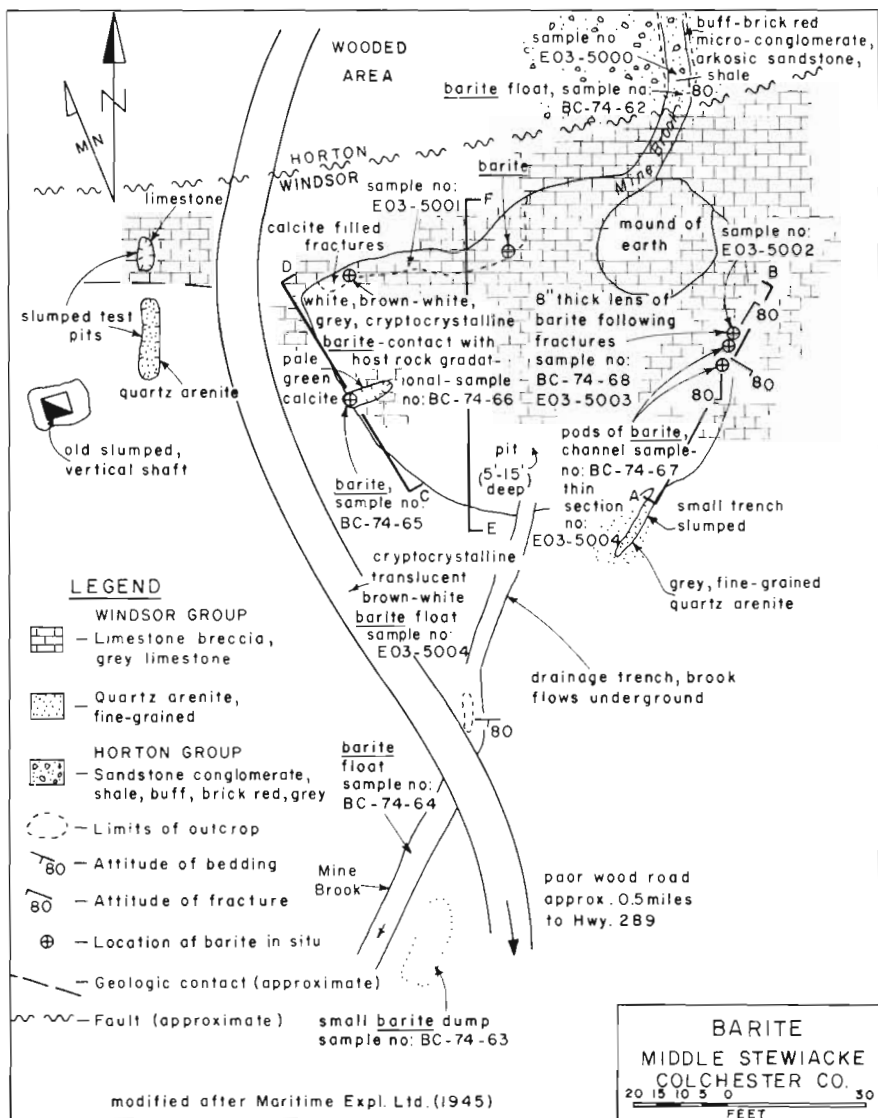 WOODED
AREA
N
MN
sample no:
E03-5000
buff-brick red
micro-conglomerate,
arkosic sandstone,
shale
80
barite float, sample no:
BC-74-62
HORTON
WINDSOR
Mine Brook
barite
sample no:
E03-5001
F
limestone
calcite filled
fractures
mound of
earth
sample no:
E03-5002
D
B
80
slumped test
pits
white, brown-white,
grey, cryptocrystalline
barite-contact with
host rock gradat-
ional-sample
no: BC-74-66
8" thick lens of
barite following
fractures
sample no:
BC-74-68
E03-5003
pale
green
calcite
80
80
quartz arenite
old slumped,
vertical shaft
pods of barite,
channel sample-
no: BC-74-67
thin
section
no:
E03-5004
pit
(5'-15'
deep)
barite,
sample no:
BC-74-65
C
E
A
small trench
slumped
grey, fine-grained
quartz arenite
cryptocrystalline
translucent
brown-white
barite float
sample no:
E03-5004
drainage trench, brook
flows underground
80
barite
float
sample no:
BC-74-64
Mine
Brook
poor wood road
approx. 0.5 miles
to Hwy. 289
small barite dump
sample no: BC-74-63
LEGEND
WINDSOR GROUP
Limestone breccia,
grey limestone
Quartz arenite,
fine-grained
HORTON GROUP
Sandstone conglomerate,
shale, buff, brick red, grey
Limits of outcrop
80 Attitude of bedding
80 Attitude of fracture
Location of barite in situ
Geologic contact (approximate)
Fault (approximate)
modified after Maritime Expl. Ltd. (1945)
BARITE
MIDDLE STEWIACKE
COLCHESTER CO.
20 15 10 5 0 30
FEET